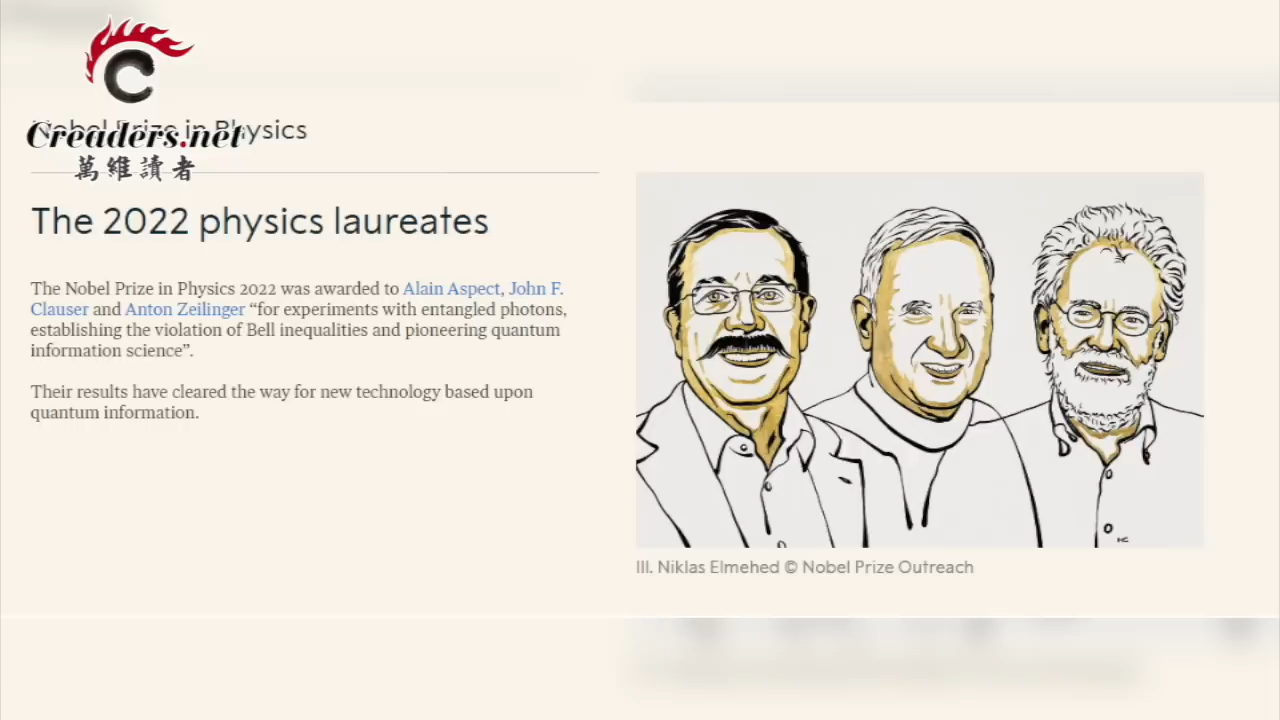 Creaders.net
萬維讀者
Nobel Prize in Physics
The 2022 physics laureates
The Nobel Prize in Physics 2022 was awarded to Alain Aspect, John F.
Clauser and Anton Zeilinger “for experiments with entangled photons,
establishing the violation of Bell inequalities and pioneering quantum
information science”.
Their results have cleared the way for new technology based upon
quantum information.
Ill. Niklas Elmehed © Nobel Prize Outreach